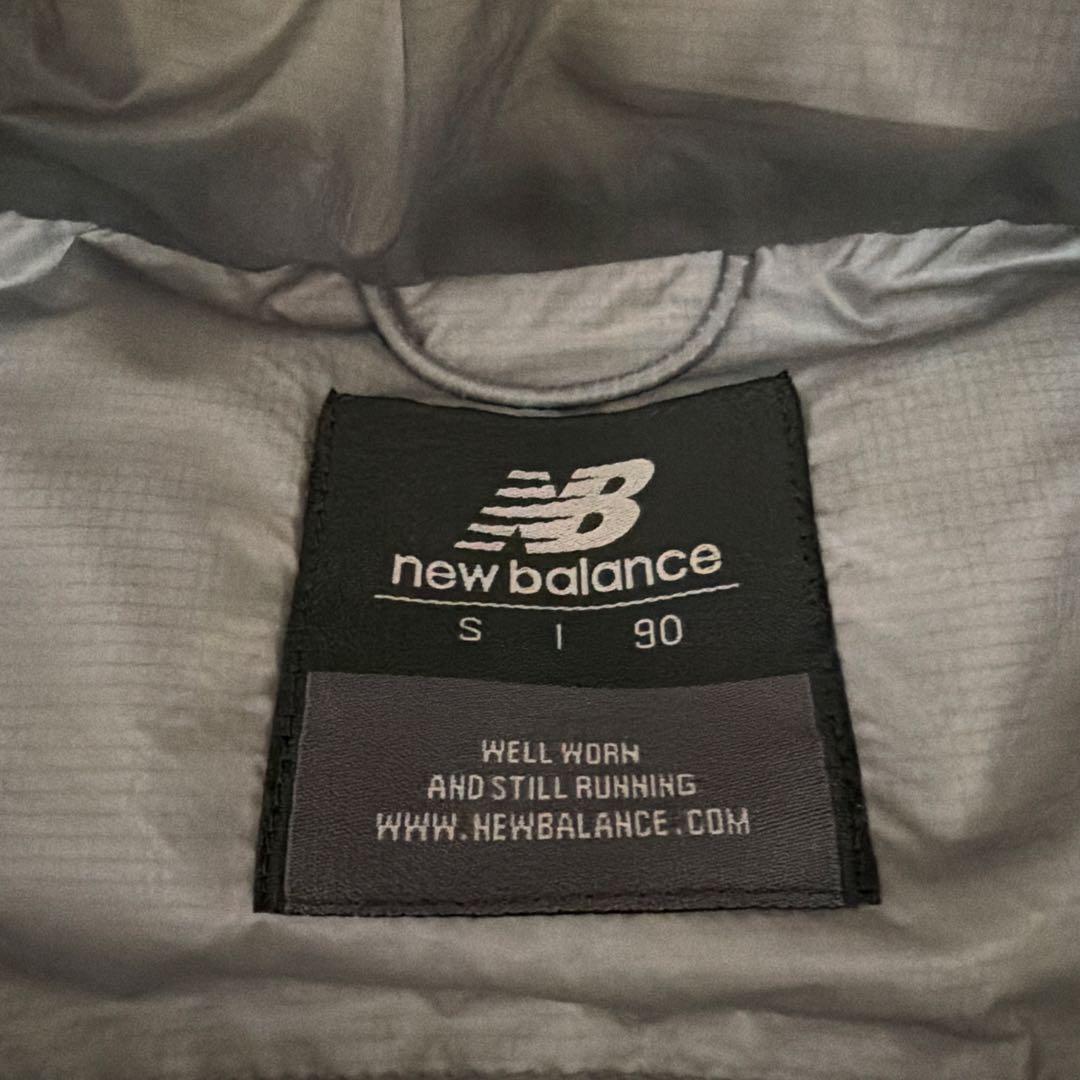 NB
new balance
S | 90
WELL WORN
AND STILL RUNNING
WWW.NEWBALANCE.COM